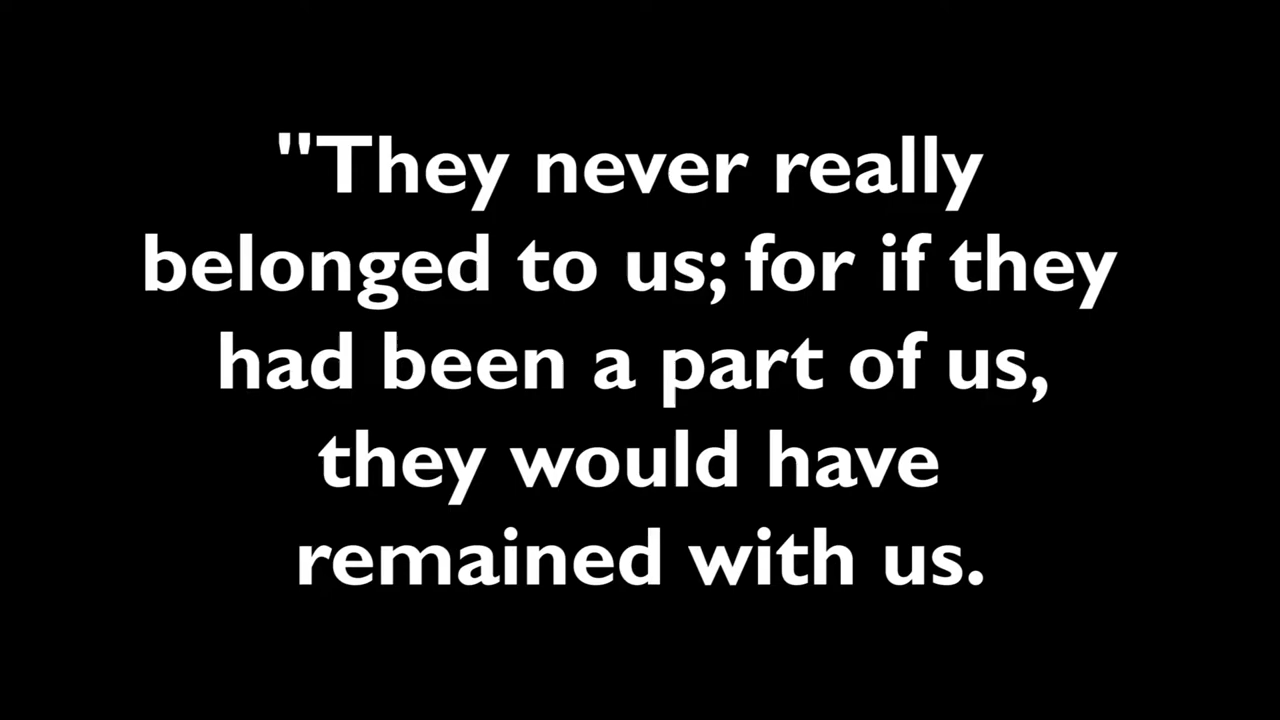 "They never really
belonged to us; for if they
had been a part of us,
they would have
remained with us.